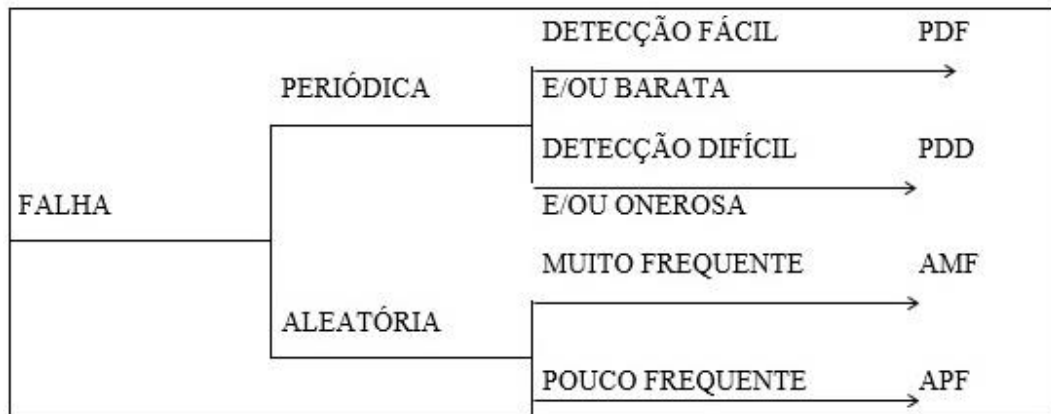 DETECÇÃO FÁCIL PDF
PERIÓDICA E/OU BARATA
DETECÇÃO DIFÍCIL PDD
FALHA E/OU ONEROSA
MUITO FREQUENTE AMF
ALEATÓRIA
POUCO FREQUENTE APF